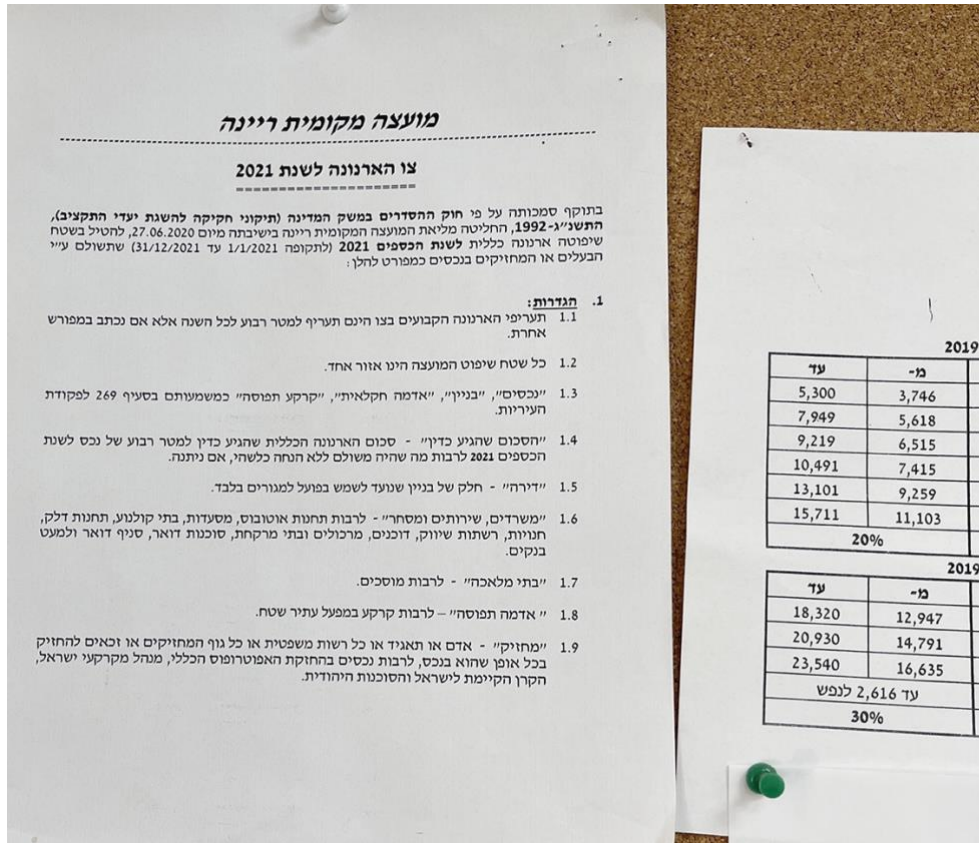 מועצה מקומית ריינה
צו הארנונה לשנת 2021
בתוקף סמכותה על פי חוק ההסדרים במשק המדינה (תיקוני חקיקה להשגת יעדי התקציב),
התשנ״ג-1992, החליטה מליאת המועצה המקומית ריינה בישיבתה מיום 27.06.2020, להטיל בשטח
שיפוטה ארנונה כללית לשנת הכספים 2021 (לתקופה 1/1/2021 עד 31/12/2021) שתשולם ע״י
הבעלים או המחזיקים בנכסים כמפורט להלן:
1. הגדרות:
1.1 תעריפי הארנונה הקבועים בצו הינם תעריף למטר רבוע לכל השנה אלא אם נכתב במפורש
אחרת.
1.2 כל שטח שיפוט המועצה הינו אזור אחד.
1.3 ״נכסים״, ״בניין״, ״אדמה חקלאית״, ״קרקע תפוסה״ כמשמעותם בסעיף 269 לפקודת
העיריות.
1.4 ״הסכום שהגיע כדין״ - סכום הארנונה הכללית שהגיע כדין למטר רבוע של נכס לשנת
הכספים 2021 לרבות מה שהיה משולם ללא הנחה כלשהי, אם ניתנה.
1.5 ״דירה״ - חלק של בניין שנועד לשמש בפועל למגורים בלבד.
1.6 ״משרדים, שירותים ומסחר״ - לרבות תחנות אוטובוס, מסעדות, בתי קולנוע, תחנות דלק,
חנויות, רשתות שיווק, דוכנים, מרכולים ובתי מרקחת, סוכנות דואר, סניף דואר ולמעט
בנקים.
1.7 ״בתי מלאכה״ - לרבות מוסכים.
1.8 ״ אדמה תפוסה״ – לרבות קרקע במפעל עתיר שטח.
1.9 ״מחזיק״ - אדם או תאגיד או כל רשות משפטית או כל גוף המחזיקים או זכאים להחזיק
בכל אופן שהוא בנכס, לרבות נכסים בהחזקת האפוטרופוס הכללי, מנהל מקרקעי ישראל,
הקרן הקיימת לישראל והסוכנות היהודית.
2019
מ- עד
3,746 5,300
5,618 7,949
6,515 9,219
7,415 10,491
9,259 13,101
11,103 15,711
20%
2019
מ- עד
12,947 18,320
14,791 20,930
16,635 23,540
עד 2,616 לנפש
30%